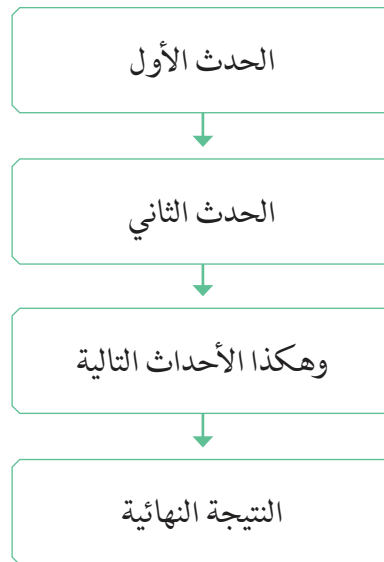 الحدث الأول
الحدث الثاني
وهكذا الأحداث التالية
النتيجة النهائية